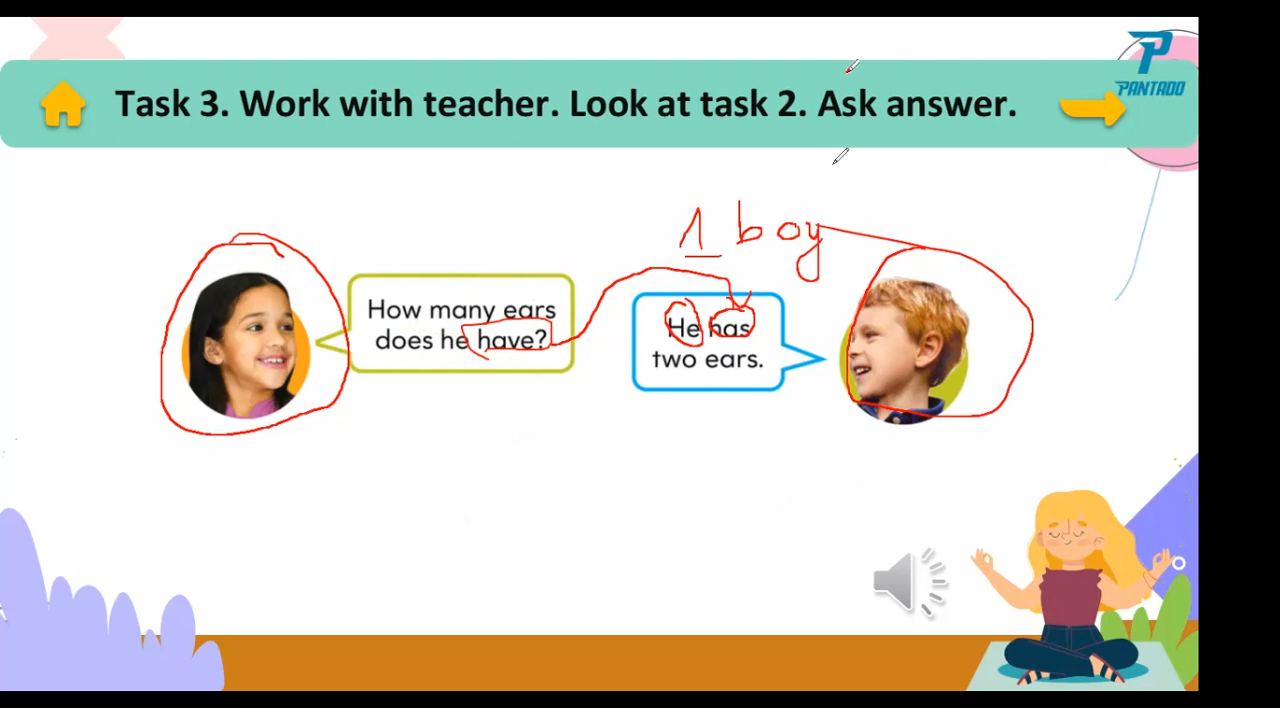 PANTADO
Task 3. Work with teacher. Look at task 2. Ask answer.
1 boy
How many ears
does he have?
He has
two ears.